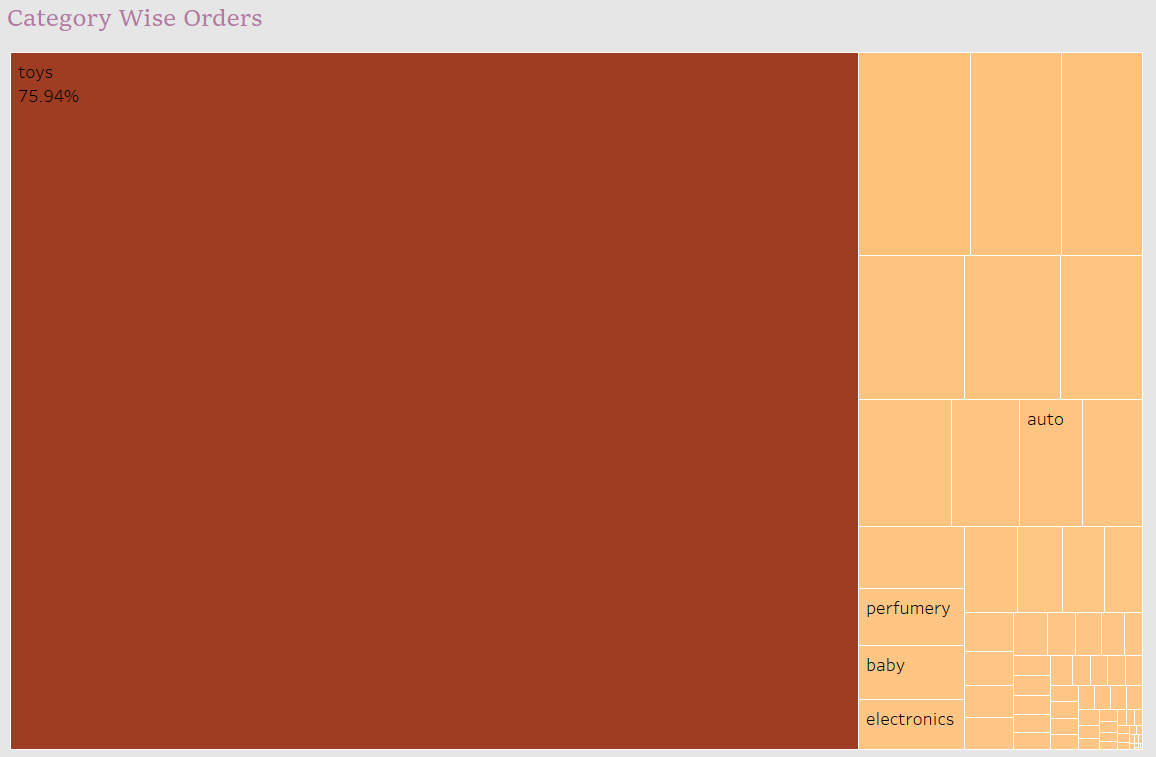 Category Wise Orders
toys
75.94%
auto
perfumery
baby
electronics